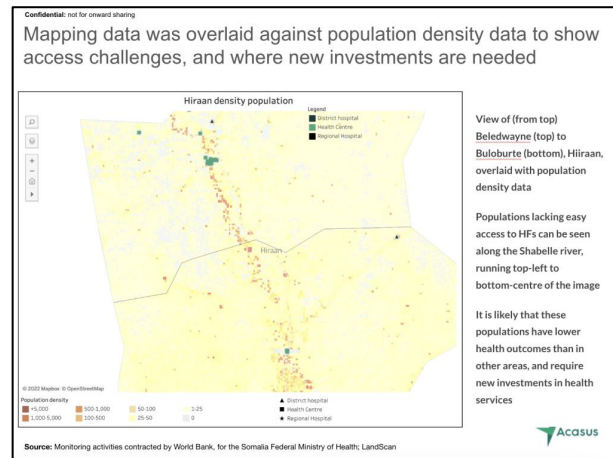 Confidential: not for onward sharing
Mapping data was overlaid against population density data to show
access challenges, and where new investments are needed
Hiraan density population
Legend
District hospital
Health Centre
Regional Hospital
Hiraan
© 2022 Mapbox © OpenStreetMap
Population density
>5,000
500-1,000
50-100
1-25
1,000-5,000
100-500
25-50
0
District hospital
Health Centre
Regional Hospital
View of (from top)
Beledwayne (top) to
Buloburte (bottom), Hiiraan,
overlaid with population
density data
Populations lacking easy
access to HFs can be seen
along the Shabelle river,
running top-left to
bottom-centre of the image
It is likely that these
populations have lower
health outcomes than in
other areas, and require
new investments in health
services
Source: Monitoring activities contracted by World Bank, for the Somalia Federal Ministry of Health; LandScan
Acasus